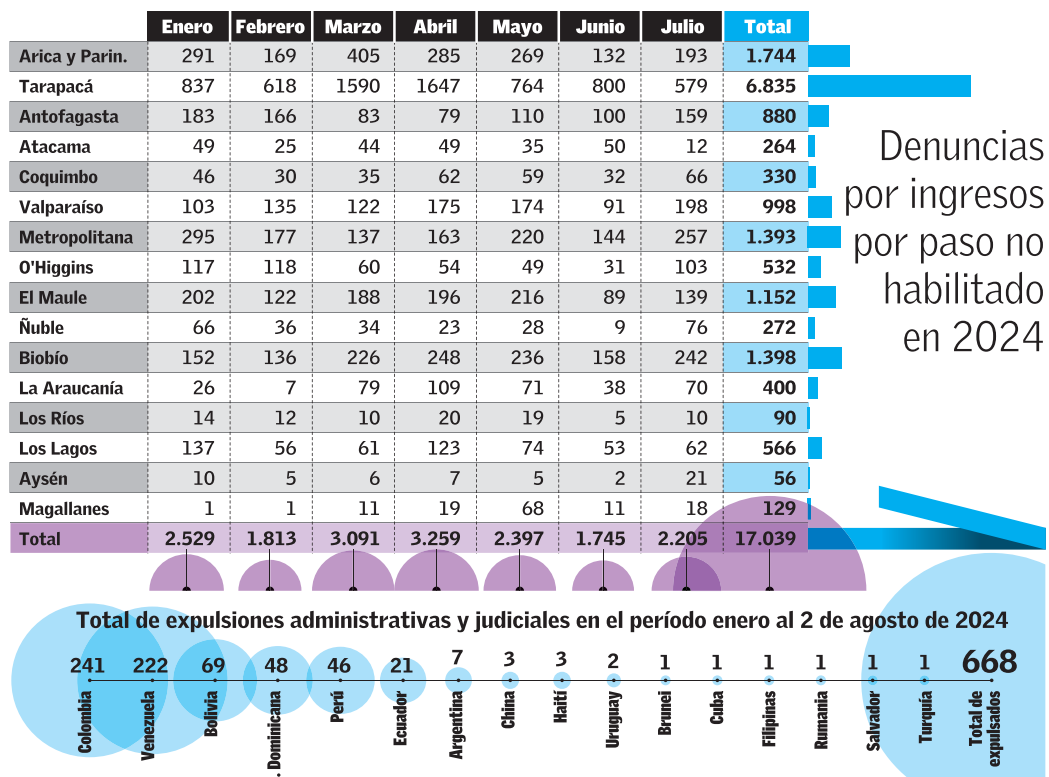 Enero Febrero Marzo Abril Mayo Junio Julio Total
Arica y Parin. 291 169 405 285 269 132 193 1.744
Tarapacá 837 618 1590 1647 764 800 579 6.835
Antofagasta 183 166 83 79 110 100 159 880
Atacama 49 25 44 49 35 50 12 264
Coquimbo 46 30 35 62 59 32 66 330
Valparaíso 103 135 122 175 174 91 198 998
Metropolitana 295 177 137 163 220 144 257 1.393
O'Higgins 117 118 60 54 49 31 103 532
El Maule 202 122 188 196 216 89 139 1.152
Ñuble 66 36 34 23 28 9 76 272
Biobío 152 136 226 248 236 158 242 1.398
La Araucanía 26 7 79 109 71 38 70 400
Los Ríos 14 12 10 20 19 5 10 90
Los Lagos 137 56 61 123 74 53 62 566
Aysén 10 5 6 7 5 2 21 56
Magallanes 1 1 11 19 68 11 18 129
Total 2.529 1.813 3.091 3.259 2.397 1.745 2.205 17.039
Denuncias
por ingresos
por paso no
habilitado
en 2024
Total de expulsiones administrativas y judiciales en el período enero al 2 de agosto de 2024
241 222 69 48 46 21 7 3 3 2 1 1 1 1 1 1 668
Colombia
Venezuela
Bolivia
. Dominicana
Perú
Ecuador
Argentina
China
Haití
Uruguay
Brunei
Cuba
Filipinas
Rumania
Salvador
Turquía
Total de
expulsados